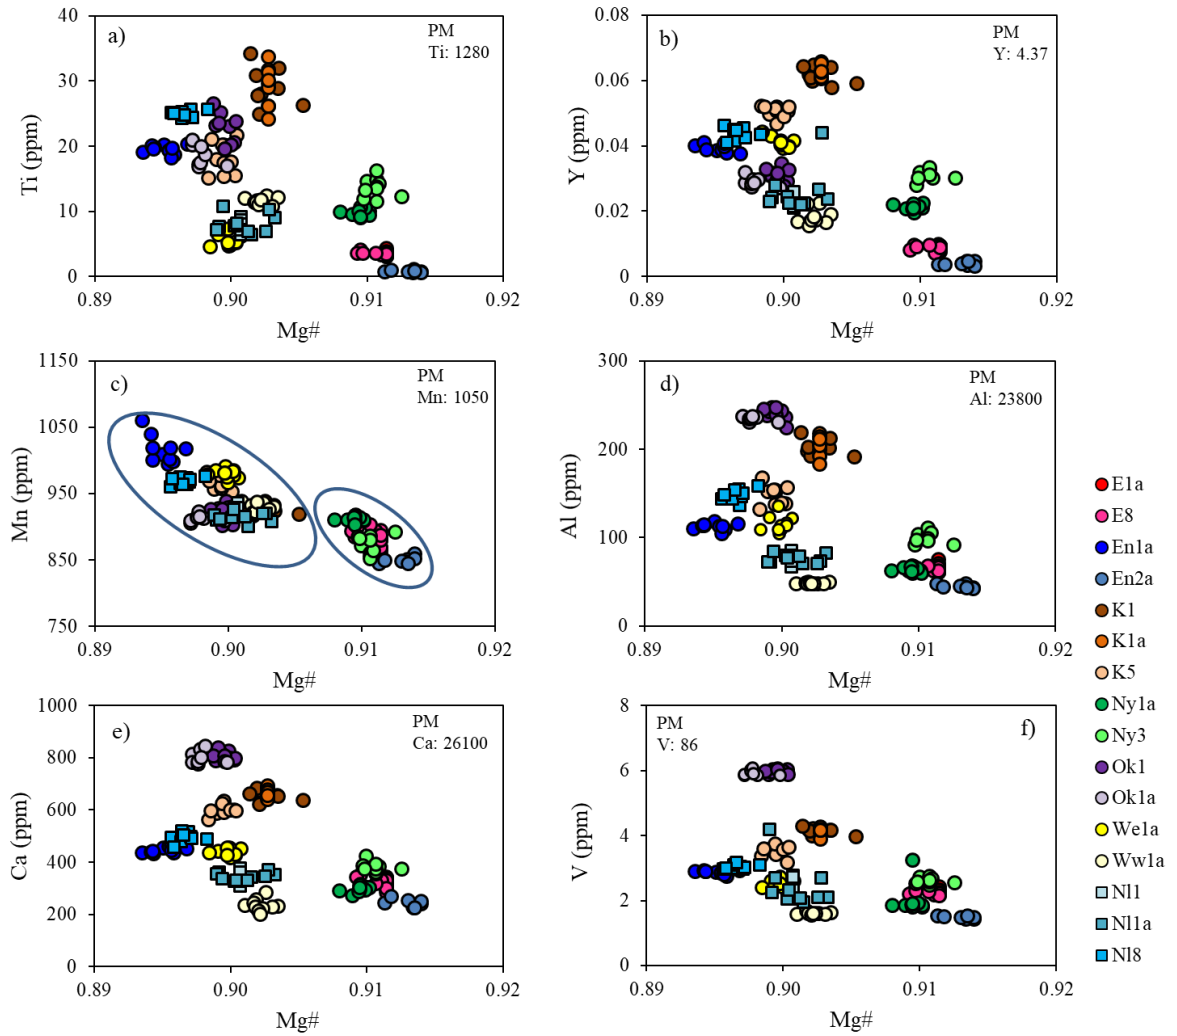 a)
PM
Ti: 1280
40
30
20
10
0
Ti (ppm)
0.89
0.90
0.91
0.92
Mg#
b)
PM
Y: 4.37
0.08
0.06
0.04
0.02
0
Y (ppm)
0.89
0.90
0.91
0.92
Mg#
c)
PM
Mn: 1050
1150
1050
950
850
750
Mn (ppm)
0.89
0.90
0.91
0.92
Mg#
d)
PM
Al: 23800
300
200
100
0
Al (ppm)
0.89
0.90
0.91
0.92
Mg#
e)
PM
Ca: 26100
1000
800
600
400
200
0
Ca (ppm)
0.89
0.90
0.91
0.92
Mg#
PM
V: 86
f)
8
6
4
2
0
V (ppm)
0.89
0.90
0.91
0.92
Mg#
E1a
E8
En1a
En2a
K1
K1a
K5
Ny1a
Ny3
Ok1
Ok1a
We1a
Ww1a
Nl1
Nl1a
Nl8